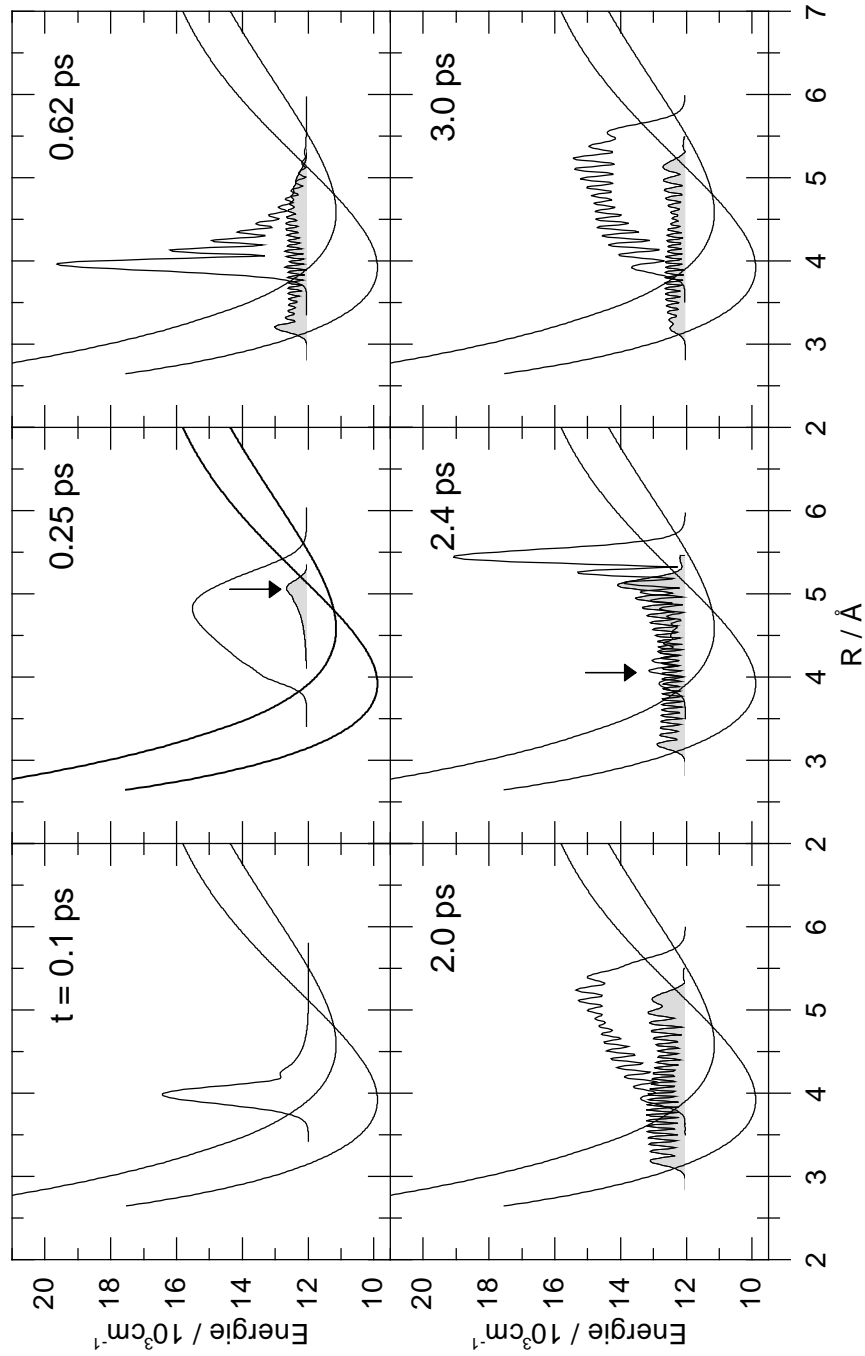 t = 0.1 ps
0.25 ps
0.62 ps
20
18
16
14
12
10
Energie / 10³cm⁻¹
2.0 ps
2.4 ps
3.0 ps
20
18
16
14
12
10
Energie / 10³cm⁻¹
2 3 4 5 6 2 3 4 5 6 2 3 4 5 6 7
R / Å